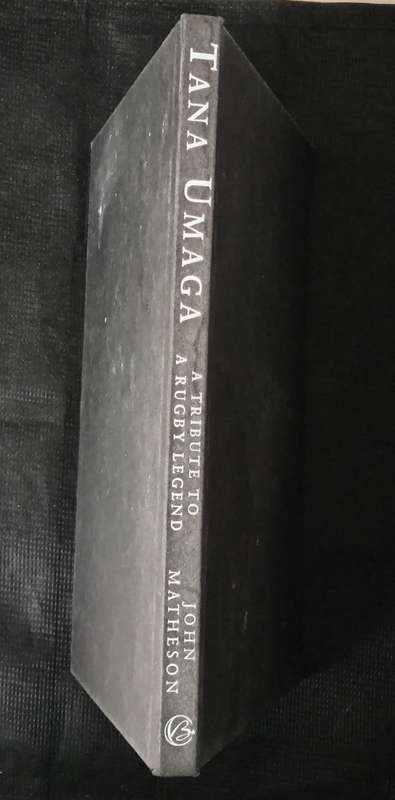 TANA UMAGA
A TRIBUTE TO
A RUGBY LEGEND
JOHN
MATHESON